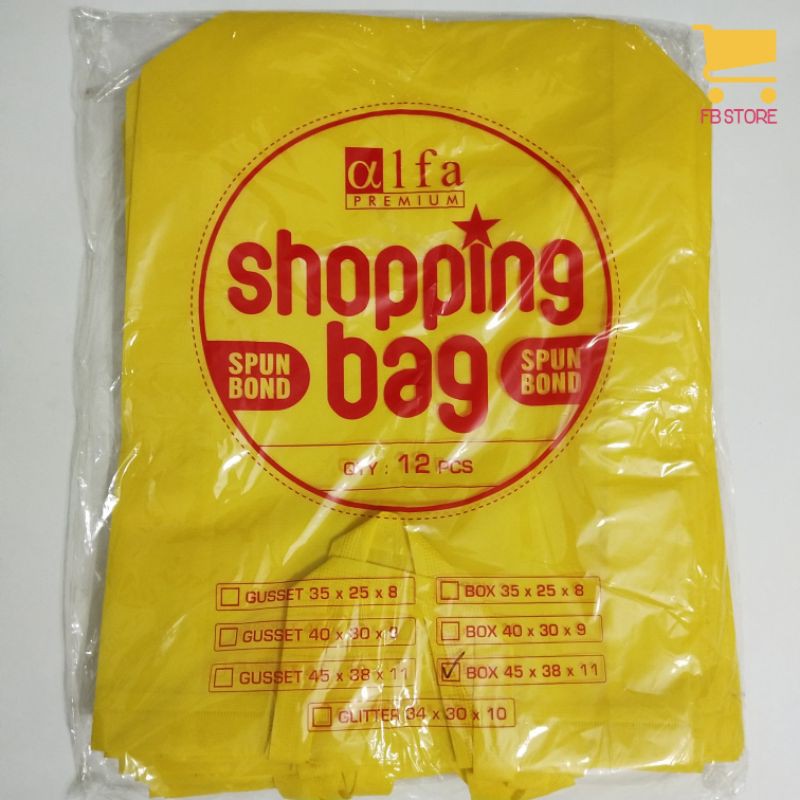 FB STORE
αlfa
PREMIUM
shopping
bag
SPUN
BOND
SPUN
BOND
QTY : 12 PCS
GUSSET 35 x 25 x 8
BOX 35 x 25 x 8
GUSSET 40 x 30 x 9
BOX 40 x 30 x 9
GUSSET 45 x 38 x 11
BOX 45 x 38 x 11
GLITTER 34 x 30 x 10